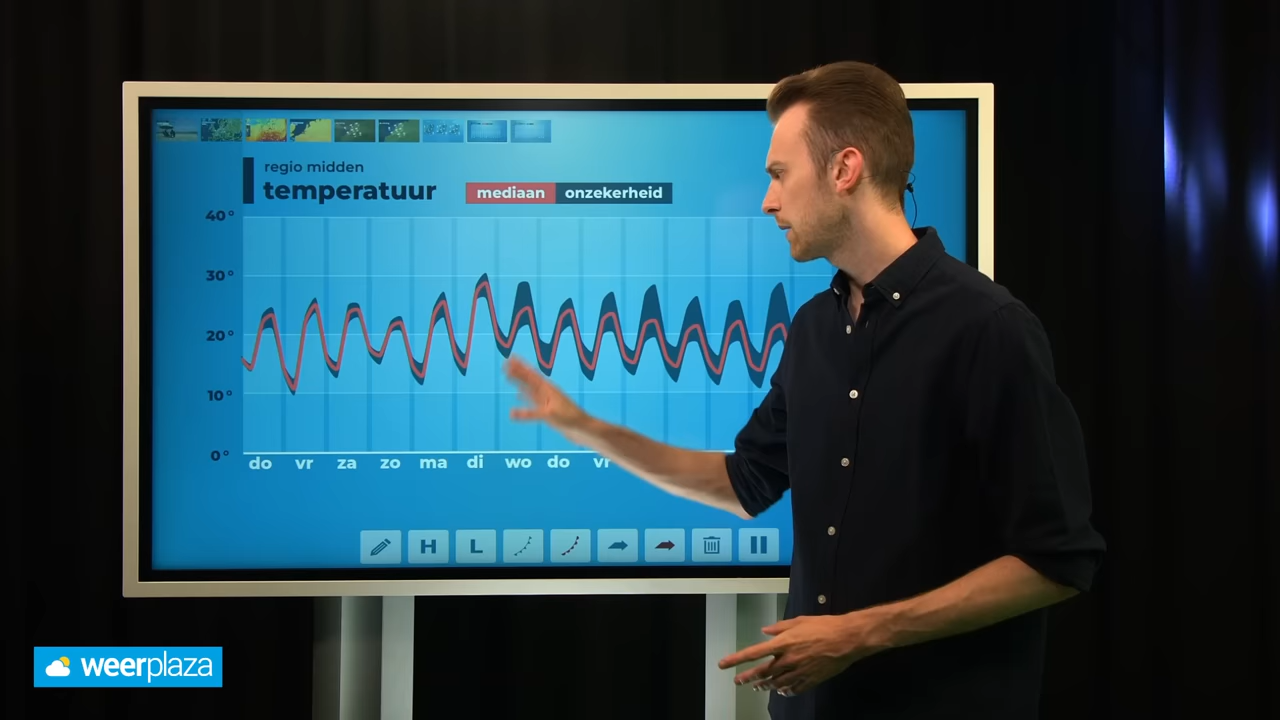 regio midden
temperatuur
mediaan onzekerheid
40°
30°
20°
10°
0°
do vr za zo ma di wo do vr
H L
weerplaza